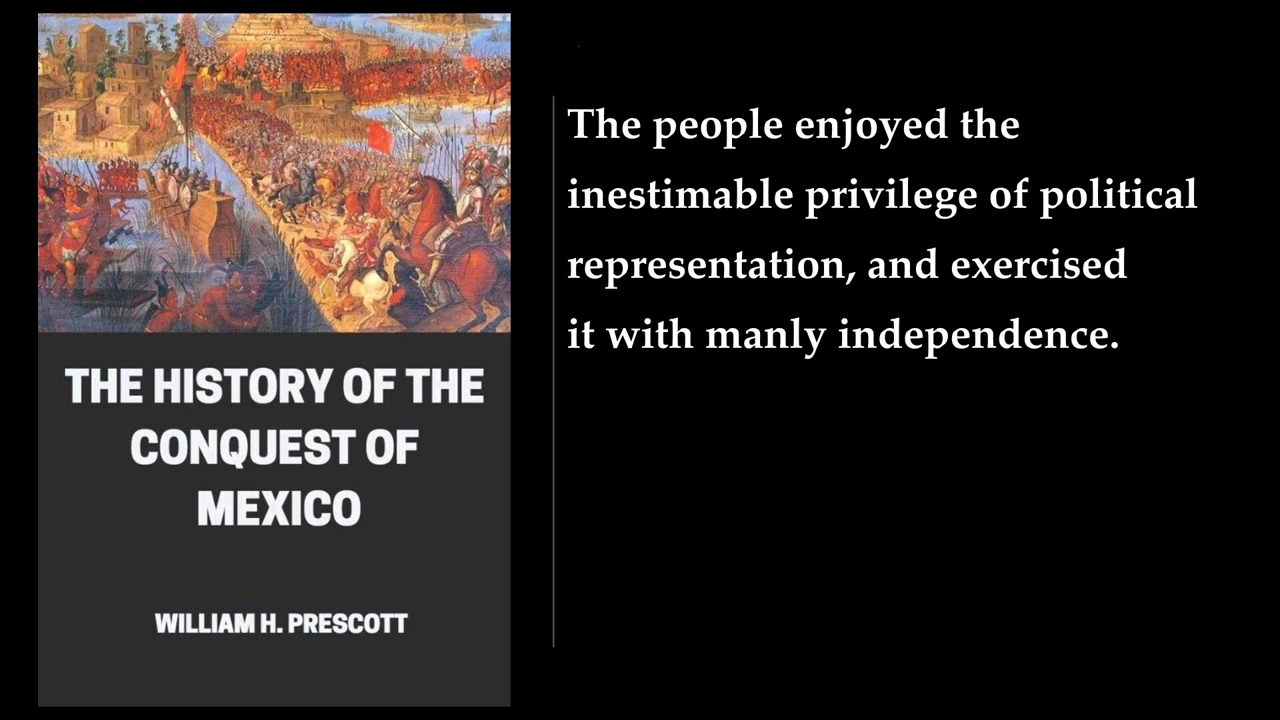 THE HISTORY OF THE
CONQUEST OF
MEXICO
WILLIAM H. PRESCOTT
The people enjoyed the
inestimable privilege of political
representation, and exercised
it with manly independence.